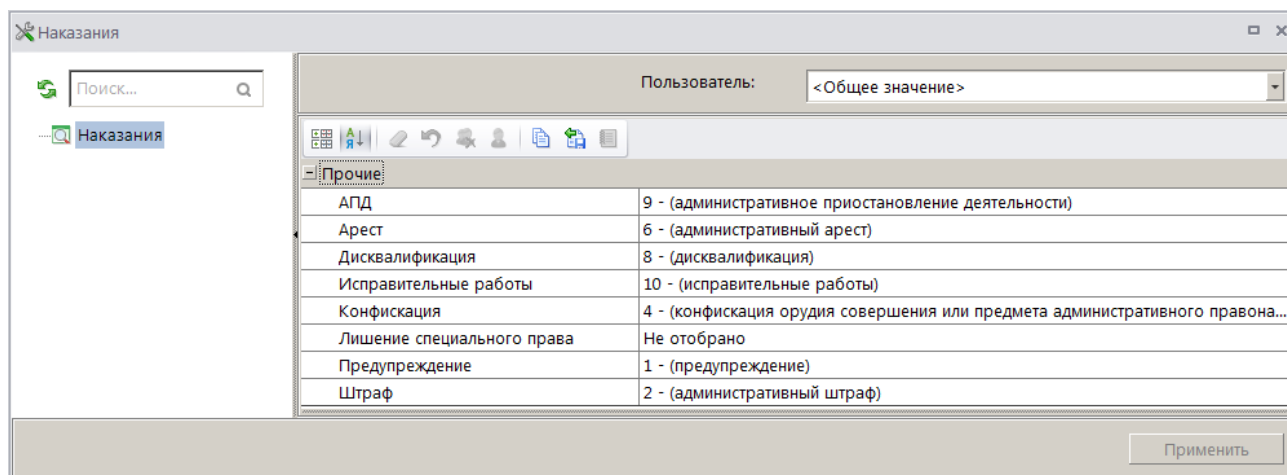 Наказания
Поиск...
Наказания
Пользователь: <Общее значение>
Прочие
АПД 9 - (административное приостановление деятельности)
Арест 6 - (административный арест)
Дисквалификация 8 - (дисквалификация)
Исправительные работы 10 - (исправительные работы)
Конфискация 4 - (конфискация орудия совершения или предмета административного правона...
Лишение специального права Не отобрано
Предупреждение 1 - (предупреждение)
Штраф 2 - (административный штраф)
Применить